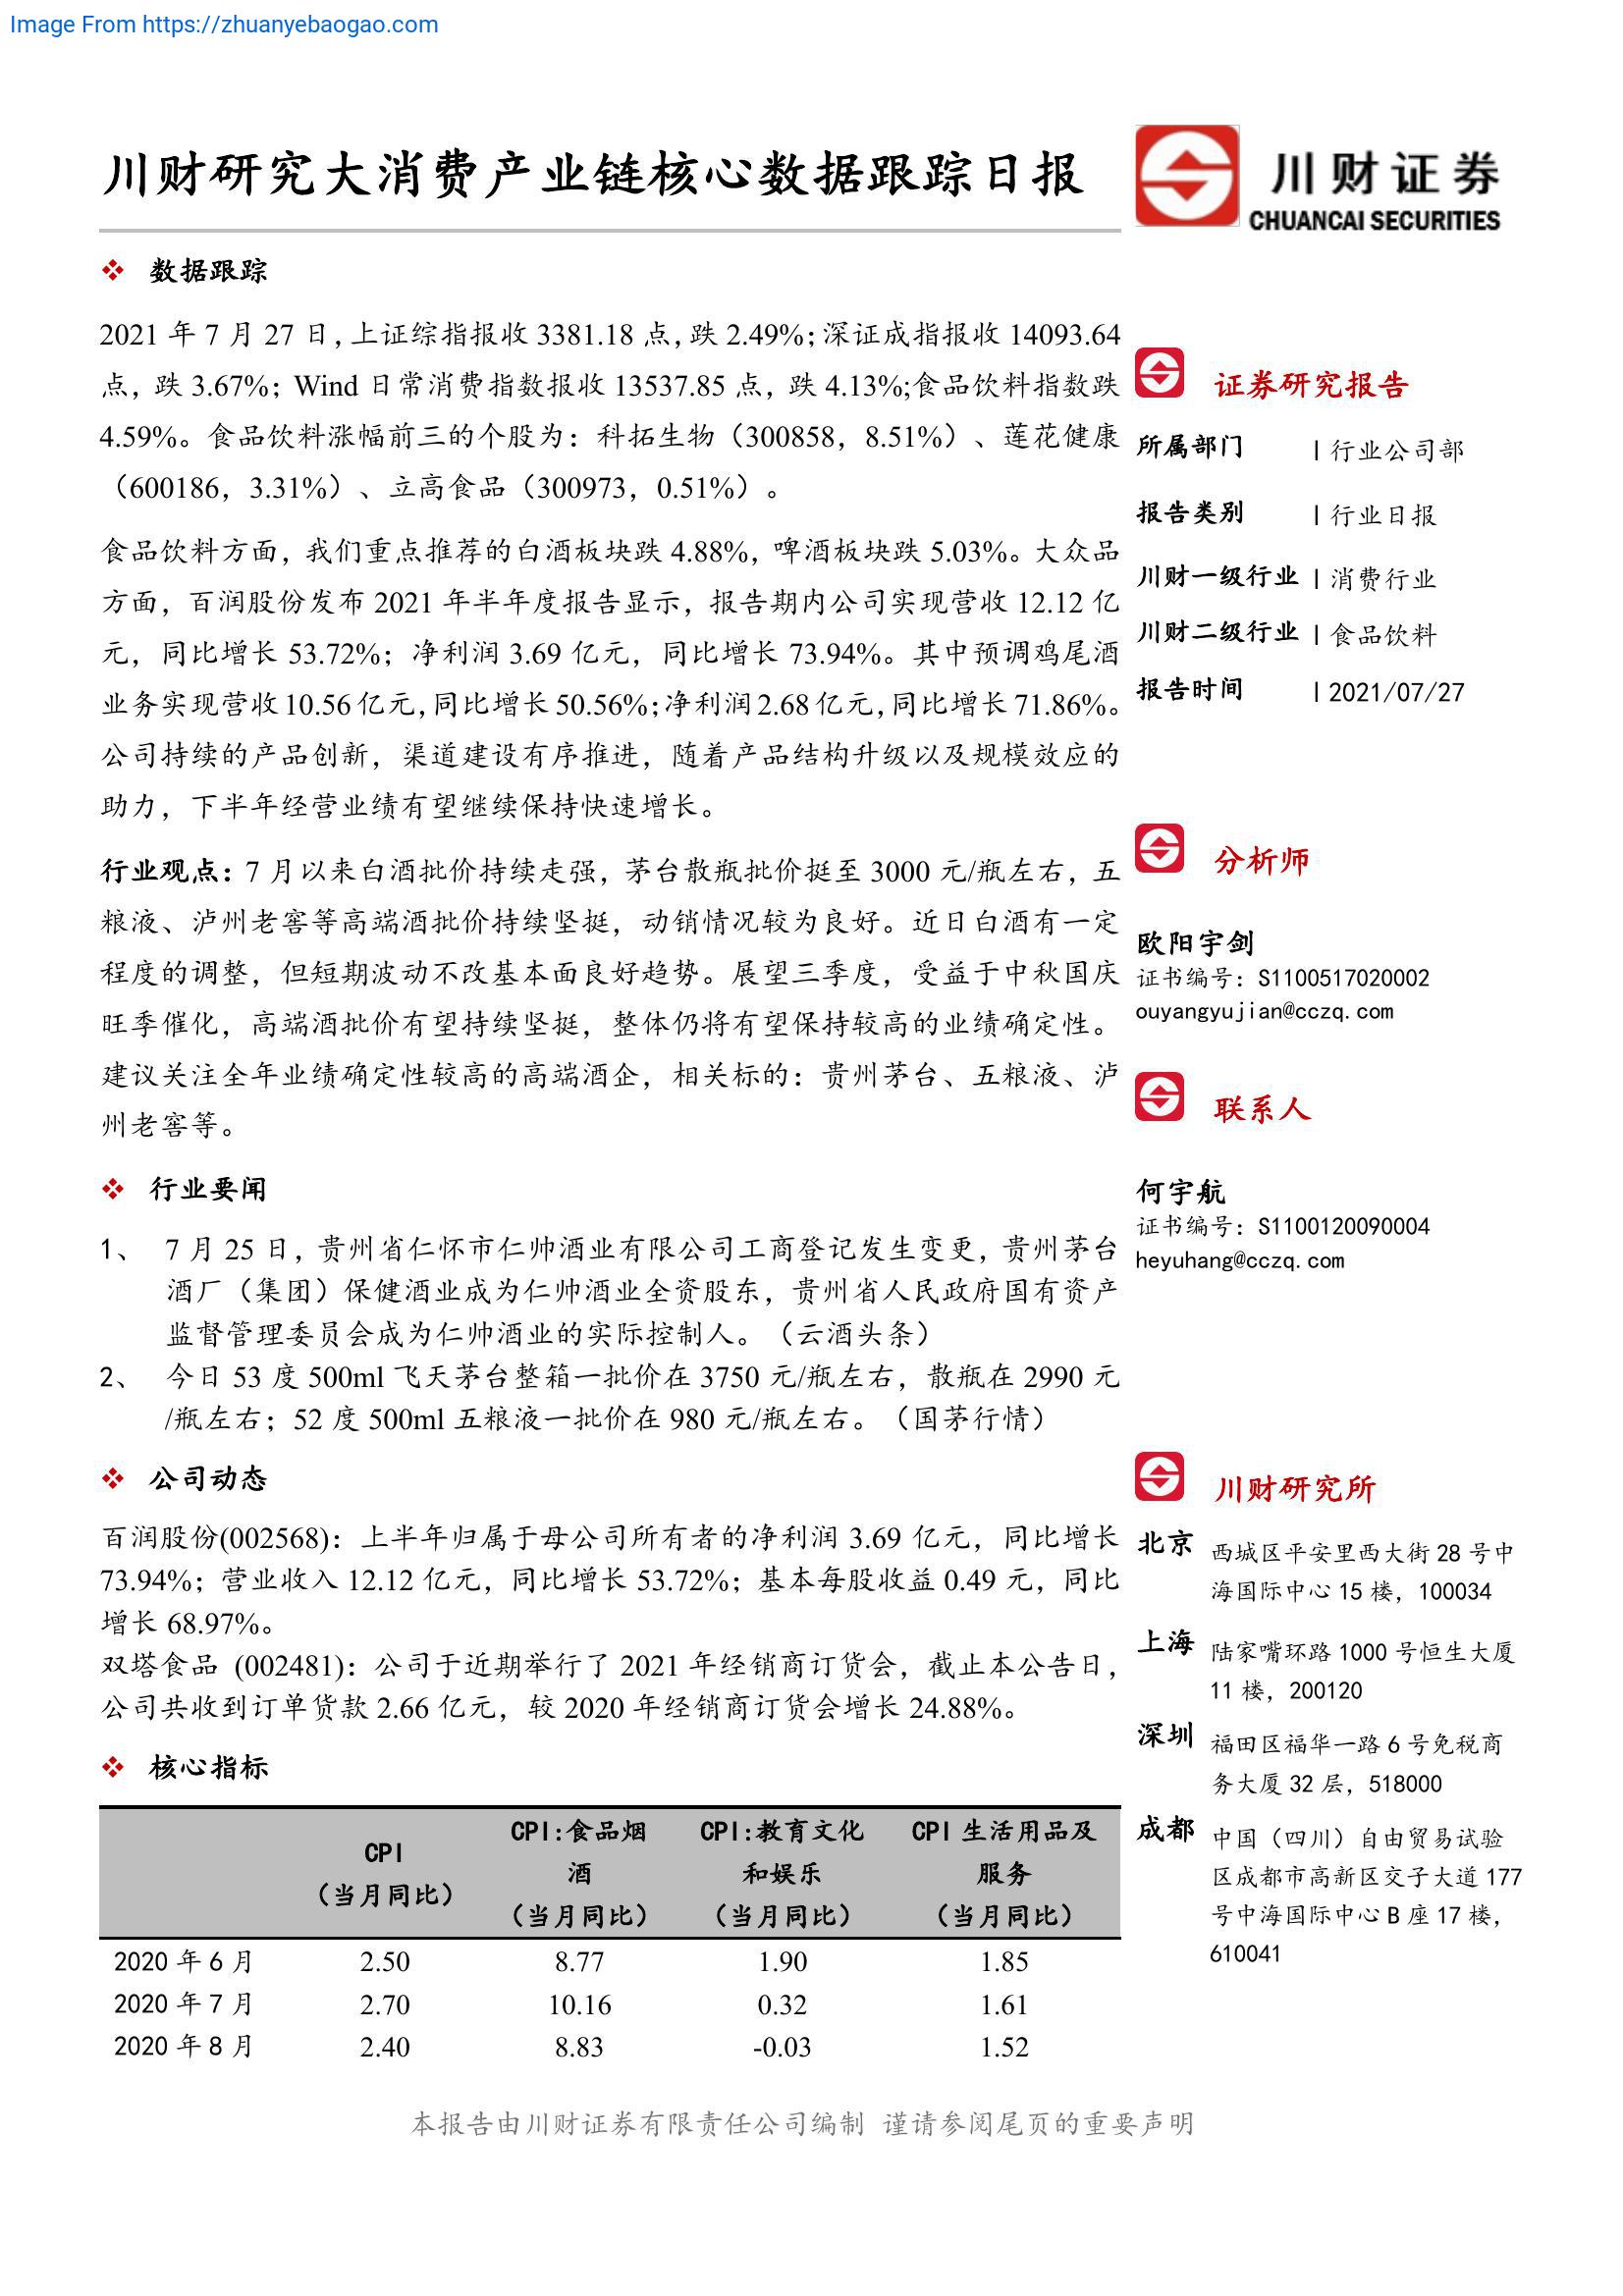 Image From https://zhuanyebaogao.com
川财研究大消费产业链核心数据跟踪日报
川财证券
CHUANCAI SECURITIES
数据跟踪
2021 年 7 月 27 日，上证综指报收 3381.18 点，跌 2.49%；深证成指报收 14093.64
点，跌 3.67%；Wind 日常消费指数报收 13537.85 点，跌 4.13%;食品饮料指数跌
4.59%。食品饮料涨幅前三的个股为：科拓生物（300858，8.51%）、莲花健康
（600186，3.31%）、立高食品（300973，0.51%）。
食品饮料方面，我们重点推荐的白酒板块跌 4.88%，啤酒板块跌 5.03%。大众品
方面，百润股份发布 2021 年半年度报告显示，报告期内公司实现营收 12.12 亿
元，同比增长 53.72%；净利润 3.69 亿元，同比增长 73.94%。其中预调鸡尾酒
业务实现营收 10.56 亿元，同比增长 50.56%；净利润 2.68 亿元，同比增长 71.86%。
公司持续的产品创新，渠道建设有序推进，随着产品结构升级以及规模效应的
助力，下半年经营业绩有望继续保持快速增长。
行业观点：7 月以来白酒批价持续走强，茅台散瓶批价挺至 3000 元/瓶左右，五
粮液、泸州老窖等高端酒批价持续坚挺，动销情况较为良好。近日白酒有一定
程度的调整，但短期波动不改基本面良好趋势。展望三季度，受益于中秋国庆
旺季催化，高端酒批价有望持续坚挺，整体仍将有望保持较高的业绩确定性。
建议关注全年业绩确定性较高的高端酒企，相关标的：贵州茅台、五粮液、泸
州老窖等。
行业要闻
1、 7 月 25 日，贵州省仁怀市仁帅酒业有限公司工商登记发生变更，贵州茅台
酒厂（集团）保健酒业成为仁帅酒业全资股东，贵州省人民政府国有资产
监督管理委员会成为仁帅酒业的实际控制人。（云酒头条）
2、 今日 53 度 500ml 飞天茅台整箱一批价在 3750 元/瓶左右，散瓶在 2990 元
/瓶左右；52 度 500ml 五粮液一批价在 980 元/瓶左右。（国茅行情）
公司动态
百润股份(002568)：上半年归属于母公司所有者的净利润 3.69 亿元，同比增长
73.94%；营业收入 12.12 亿元，同比增长 53.72%；基本每股收益 0.49 元，同比
增长 68.97%。
双塔食品 (002481)：公司于近期举行了 2021 年经销商订货会，截止本公告日，
公司共收到订单货款 2.66 亿元，较 2020 年经销商订货会增长 24.88%。
核心指标
CPI
（当月同比）
CPI:食品烟
酒
（当月同比）
CPI:教育文化
和娱乐
（当月同比）
CPI 生活用品及
服务
（当月同比）
2020 年 6 月 2.50 8.77 1.90 1.85
2020 年 7 月 2.70 10.16 0.32 1.61
2020 年 8 月 2.40 8.83 -0.03 1.52
证券研究报告
所属部门 | 行业公司部
报告类别 | 行业日报
川财一级行业 | 消费行业
川财二级行业 | 食品饮料
报告时间 | 2021/07/27
分析师
欧阳宇剑
证书编号：S1100517020002
ouyangyujian@cczq.com
联系人
何宇航
证书编号：S1100120090004
heyuhang@cczq.com
川财研究所
北京 西城区平安里西大街 28 号中
海国际中心 15 楼，100034
上海 陆家嘴环路 1000 号恒生大厦
11 楼，200120
深圳 福田区福华一路 6 号免税商
务大厦 32 层，518000
成都 中国（四川）自由贸易试验
区成都市高新区交子大道 177
号中海国际中心 B 座 17 楼，
610041
本报告由川财证券有限责任公司编制 谨请参阅尾页的重要声明